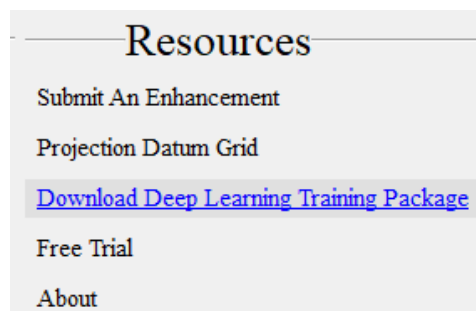 Resources
Submit An Enhancement
Projection Datum Grid
Download Deep Learning Training Package
Free Trial
About